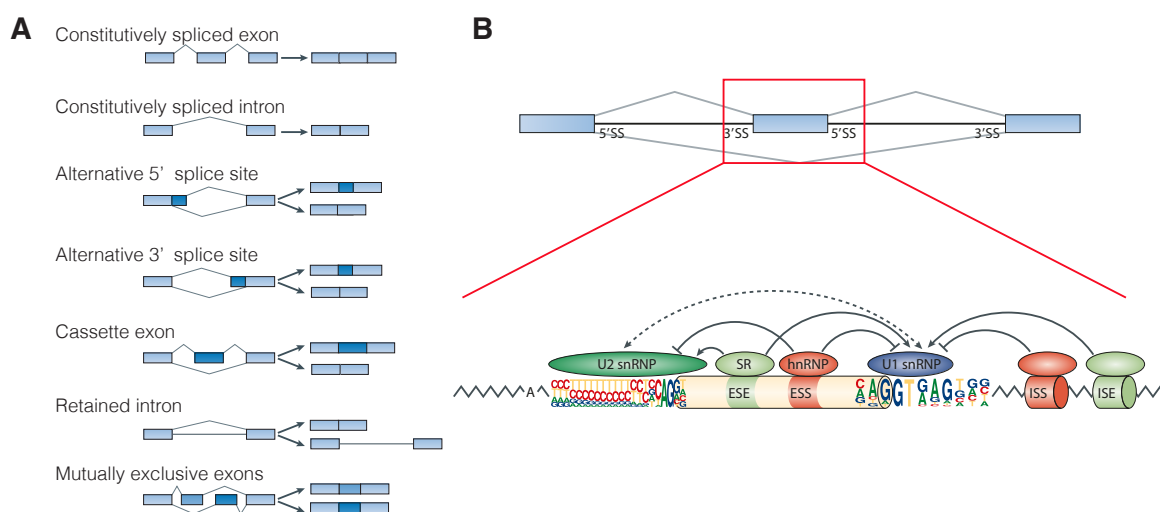 A
B
Constitutively spliced exon
Constitutively spliced intron
Alternative 5' splice site
Alternative 3' splice site
Cassette exon
Retained intron
Mutually exclusive exons
5'SS
3'SS
5'SS
3'SS
U2 snRNP
SR
hnRNP
U1 snRNP
A
ESE
ESS
ISS
ISE